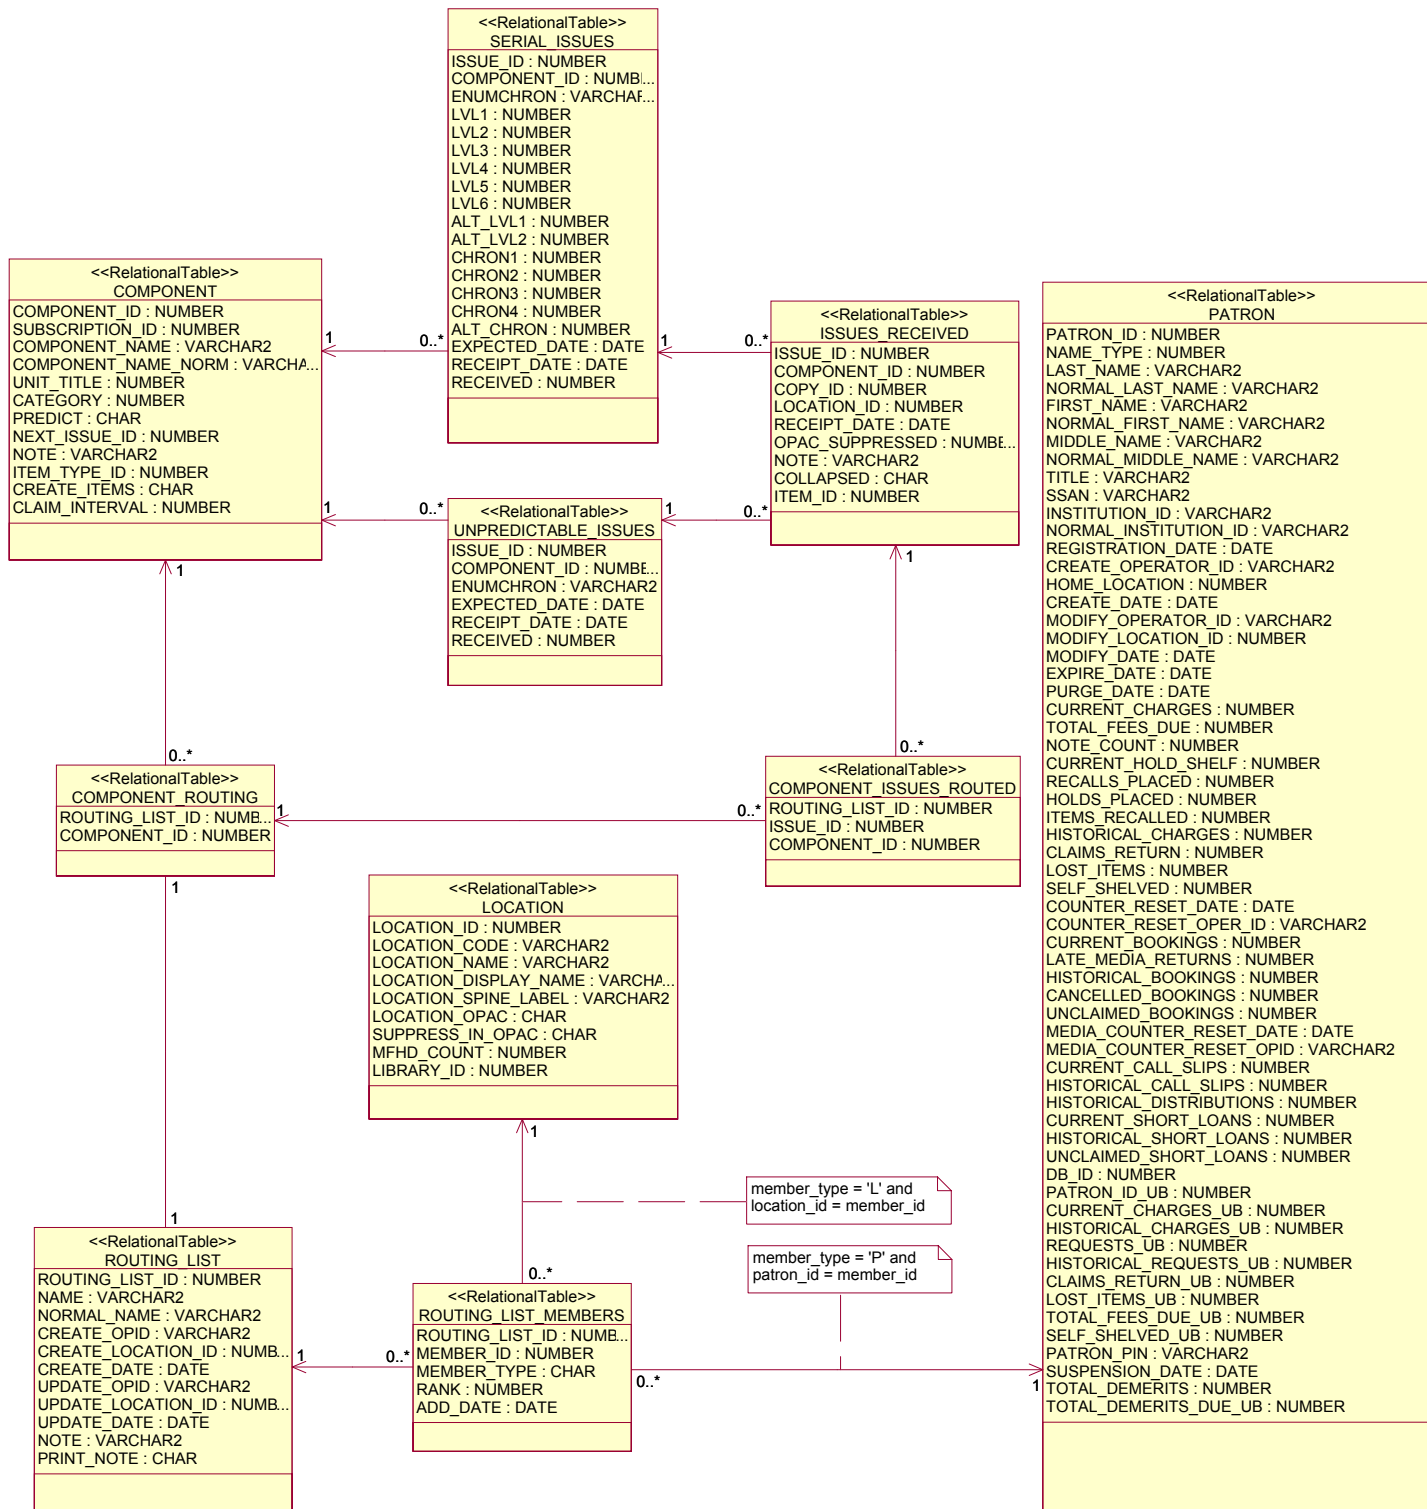 <<RelationalTable>>
SERIAL_ISSUES
ISSUE_ID : NUMBER
COMPONENT_ID : NUMB...
ENUMCHRON : VARCHAR...
LVL1 : NUMBER
LVL2 : NUMBER
LVL3 : NUMBER
LVL4 : NUMBER
LVL5 : NUMBER
LVL6 : NUMBER
ALT_LVL1 : NUMBER
ALT_LVL2 : NUMBER
CHRON1 : NUMBER
CHRON2 : NUMBER
CHRON3 : NUMBER
CHRON4 : NUMBER
ALT_CHRON : NUMBER
EXPECTED_DATE : DATE
RECEIPT_DATE : DATE
RECEIVED : NUMBER
<<RelationalTable>>
COMPONENT
COMPONENT_ID : NUMBER
SUBSCRIPTION_ID : NUMBER
COMPONENT_NAME : VARCHAR2
COMPONENT_NAME_NORM : VARCHA...
UNIT_TITLE : NUMBER
CATEGORY : NUMBER
PREDICT : CHAR
NEXT_ISSUE_ID : NUMBER
NOTE : VARCHAR2
ITEM_TYPE_ID : NUMBER
CREATE_ITEMS : CHAR
CLAIM_INTERVAL : NUMBER
1
0..*
1
0..*
<<RelationalTable>>
ISSUES_RECEIVED
ISSUE_ID : NUMBER
COMPONENT_ID : NUMBER
COPY_ID : NUMBER
LOCATION_ID : NUMBER
RECEIPT_DATE : DATE
OPAC_SUPPRESSED : NUMBE...
NOTE : VARCHAR2
COLLAPSED : CHAR
ITEM_ID : NUMBER
1
0..*
1
0..*
<<RelationalTable>>
UNPREDICTABLE_ISSUES
ISSUE_ID : NUMBER
COMPONENT_ID : NUMBE...
ENUMCHRON : VARCHAR2
EXPECTED_DATE : DATE
RECEIPT_DATE : DATE
RECEIVED : NUMBER
<<RelationalTable>>
PATRON
PATRON_ID : NUMBER
NAME_TYPE : NUMBER
LAST_NAME : VARCHAR2
NORMAL_LAST_NAME : VARCHAR2
FIRST_NAME : VARCHAR2
NORMAL_FIRST_NAME : VARCHAR2
MIDDLE_NAME : VARCHAR2
NORMAL_MIDDLE_NAME : VARCHAR2
TITLE : VARCHAR2
SSAN : VARCHAR2
INSTITUTION_ID : VARCHAR2
NORMAL_INSTITUTION_ID : VARCHAR2
REGISTRATION_DATE : DATE
CREATE_OPERATOR_ID : VARCHAR2
HOME_LOCATION : NUMBER
CREATE_DATE : DATE
MODIFY_OPERATOR_ID : VARCHAR2
MODIFY_LOCATION_ID : NUMBER
MODIFY_DATE : DATE
EXPIRE_DATE : DATE
PURGE_DATE : DATE
CURRENT_CHARGES : NUMBER
TOTAL_FEES_DUE : NUMBER
NOTE_COUNT : NUMBER
CURRENT_HOLD_SHELF : NUMBER
RECALLS_PLACED : NUMBER
HOLDS_PLACED : NUMBER
ITEMS_RECALLED : NUMBER
HISTORICAL_CHARGES : NUMBER
CLAIMS_RETURN : NUMBER
LOST_ITEMS : NUMBER
SELF_SHELVED : NUMBER
COUNTER_RESET_DATE : DATE
COUNTER_RESET_OPER_ID : VARCHAR2
CURRENT_BOOKINGS : NUMBER
LATE_MEDIA_RETURNS : NUMBER
HISTORICAL_BOOKINGS : NUMBER
CANCELLED_BOOKINGS : NUMBER
UNCLAIMED_BOOKINGS : NUMBER
MEDIA_COUNTER_RESET_DATE : DATE
MEDIA_COUNTER_RESET_OPID : VARCHAR2
CURRENT_CALL_SLIPS : NUMBER
HISTORICAL_CALL_SLIPS : NUMBER
HISTORICAL_DISTRIBUTIONS : NUMBER
CURRENT_SHORT_LOANS : NUMBER
HISTORICAL_SHORT_LOANS : NUMBER
UNCLAIMED_SHORT_LOANS : NUMBER
DB_ID : NUMBER
PATRON_ID_UB : NUMBER
CURRENT_CHARGES_UB : NUMBER
HISTORICAL_CHARGES_UB : NUMBER
REQUESTS_UB : NUMBER
HISTORICAL_REQUESTS_UB : NUMBER
CLAIMS_RETURN_UB : NUMBER
LOST_ITEMS_UB : NUMBER
TOTAL_FEES_DUE_UB : NUMBER
SELF_SHELVED_UB : NUMBER
PATRON_PIN : VARCHAR2
SUSPENSION_DATE : DATE
TOTAL_DEMERITS : NUMBER
TOTAL_DEMERITS_DUE_UB : NUMBER
1
0..*
1
0..*
<<RelationalTable>>
COMPONENT_ROUTING
ROUTING_LIST_ID : NUMB...
COMPONENT_ID : NUMBER
1
0..*
<<RelationalTable>>
COMPONENT_ISSUES_ROUTED
ROUTING_LIST_ID : NUMBER
ISSUE_ID : NUMBER
COMPONENT_ID : NUMBER
1
1
<<RelationalTable>>
LOCATION
LOCATION_ID : NUMBER
LOCATION_CODE : VARCHAR2
LOCATION_NAME : VARCHAR2
LOCATION_DISPLAY_NAME : VARCHA...
LOCATION_SPINE_LABEL : VARCHAR2
LOCATION_OPAC : CHAR
SUPPRESS_IN_OPAC : CHAR
MFHD_COUNT : NUMBER
LIBRARY_ID : NUMBER
1
0..*
member_type = 'L' and
location_id = member_id
member_type = 'P' and
patron_id = member_id
<<RelationalTable>>
ROUTING_LIST
ROUTING_LIST_ID : NUMBER
NAME : VARCHAR2
NORMAL_NAME : VARCHAR2
CREATE_OPID : VARCHAR2
CREATE_LOCATION_ID : NUMB...
CREATE_DATE : DATE
UPDATE_OPID : VARCHAR2
UPDATE_LOCATION_ID : NUMB...
UPDATE_DATE : DATE
NOTE : VARCHAR2
PRINT_NOTE : CHAR
1
0..*
<<RelationalTable>>
ROUTING_LIST_MEMBERS
ROUTING_LIST_ID : NUMB...
MEMBER_ID : NUMBER
MEMBER_TYPE : CHAR
RANK : NUMBER
ADD_DATE : DATE
0..*
1